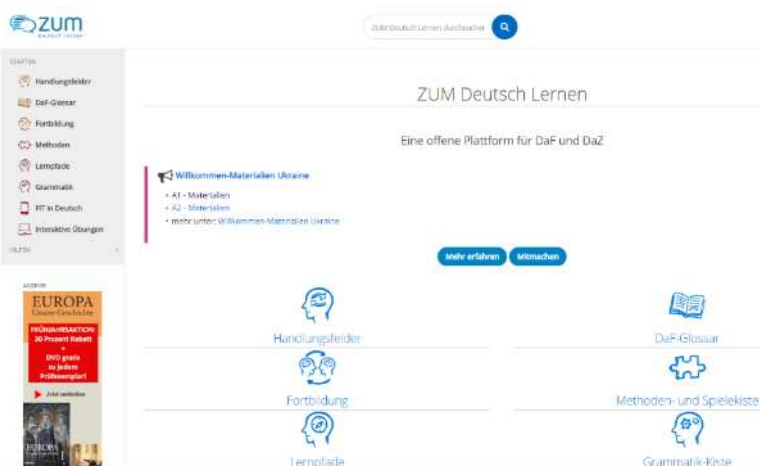 ZUM
Deutsch Lernen
ZUM Deutsch Lernen durchsuchen
STARTEN
Handlungsfelder
DaF-Glossar
Fortbildung
Methoden
Lernpfade
Grammatik
FIT in Deutsch
Interaktive Übungen
HILFEN
ZUM Deutsch Lernen
Eine offene Plattform für DaF und DaZ
Willkommen-Materialien Ukraine
• A1 - Materialien
• A2 - Materialien
• mehr unter: Willkommen-Materialien Ukraine
Mehr erfahren
Mitmachen
Handlungsfelder
DaF-Glossar
Fortbildung
Methoden- und Spielekiste
Lernpfade
Grammatik-Kiste
ANZEIGE
EUROPA
Unsere Geschichte
FRÜHJAHRSAKTION:
30 Prozent Rabatt
+
DVD gratis
zu jedem
Prüfexemplar!
Jetzt bestellen
EUROPA